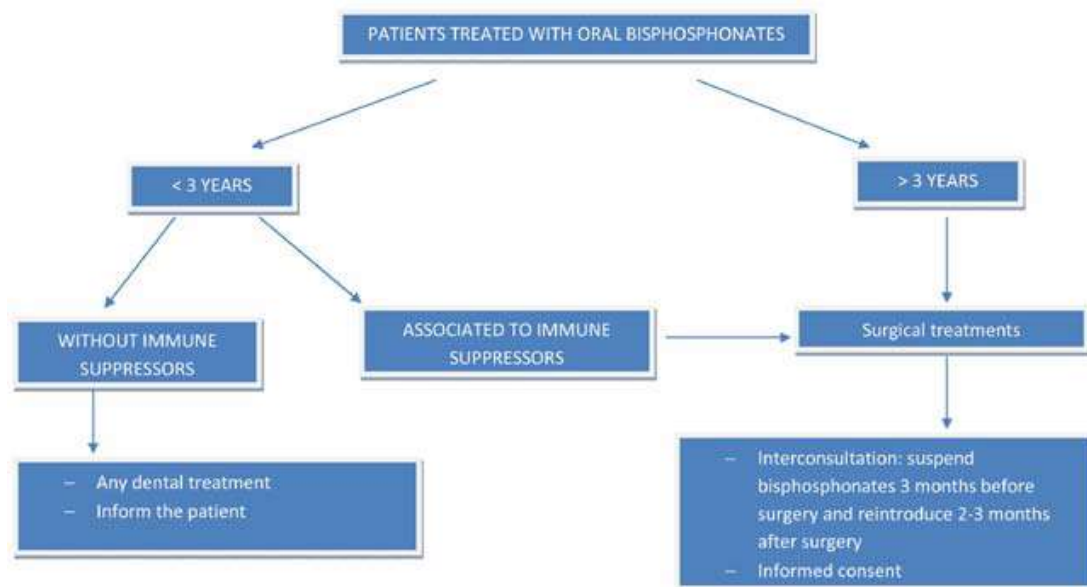 PATIENTS TREATED WITH ORAL BISPHOSPHONATES
< 3 YEARS
> 3 YEARS
WITHOUT IMMUNE
SUPPRESSORS
ASSOCIATED TO IMMUNE
SUPPRESSORS
Surgical treatments
– Any dental treatment
– Inform the patient
– Interconsultation: suspend
bisphosphonates 3 months before
surgery and reintroduce 2-3 months
after surgery
– Informed consent